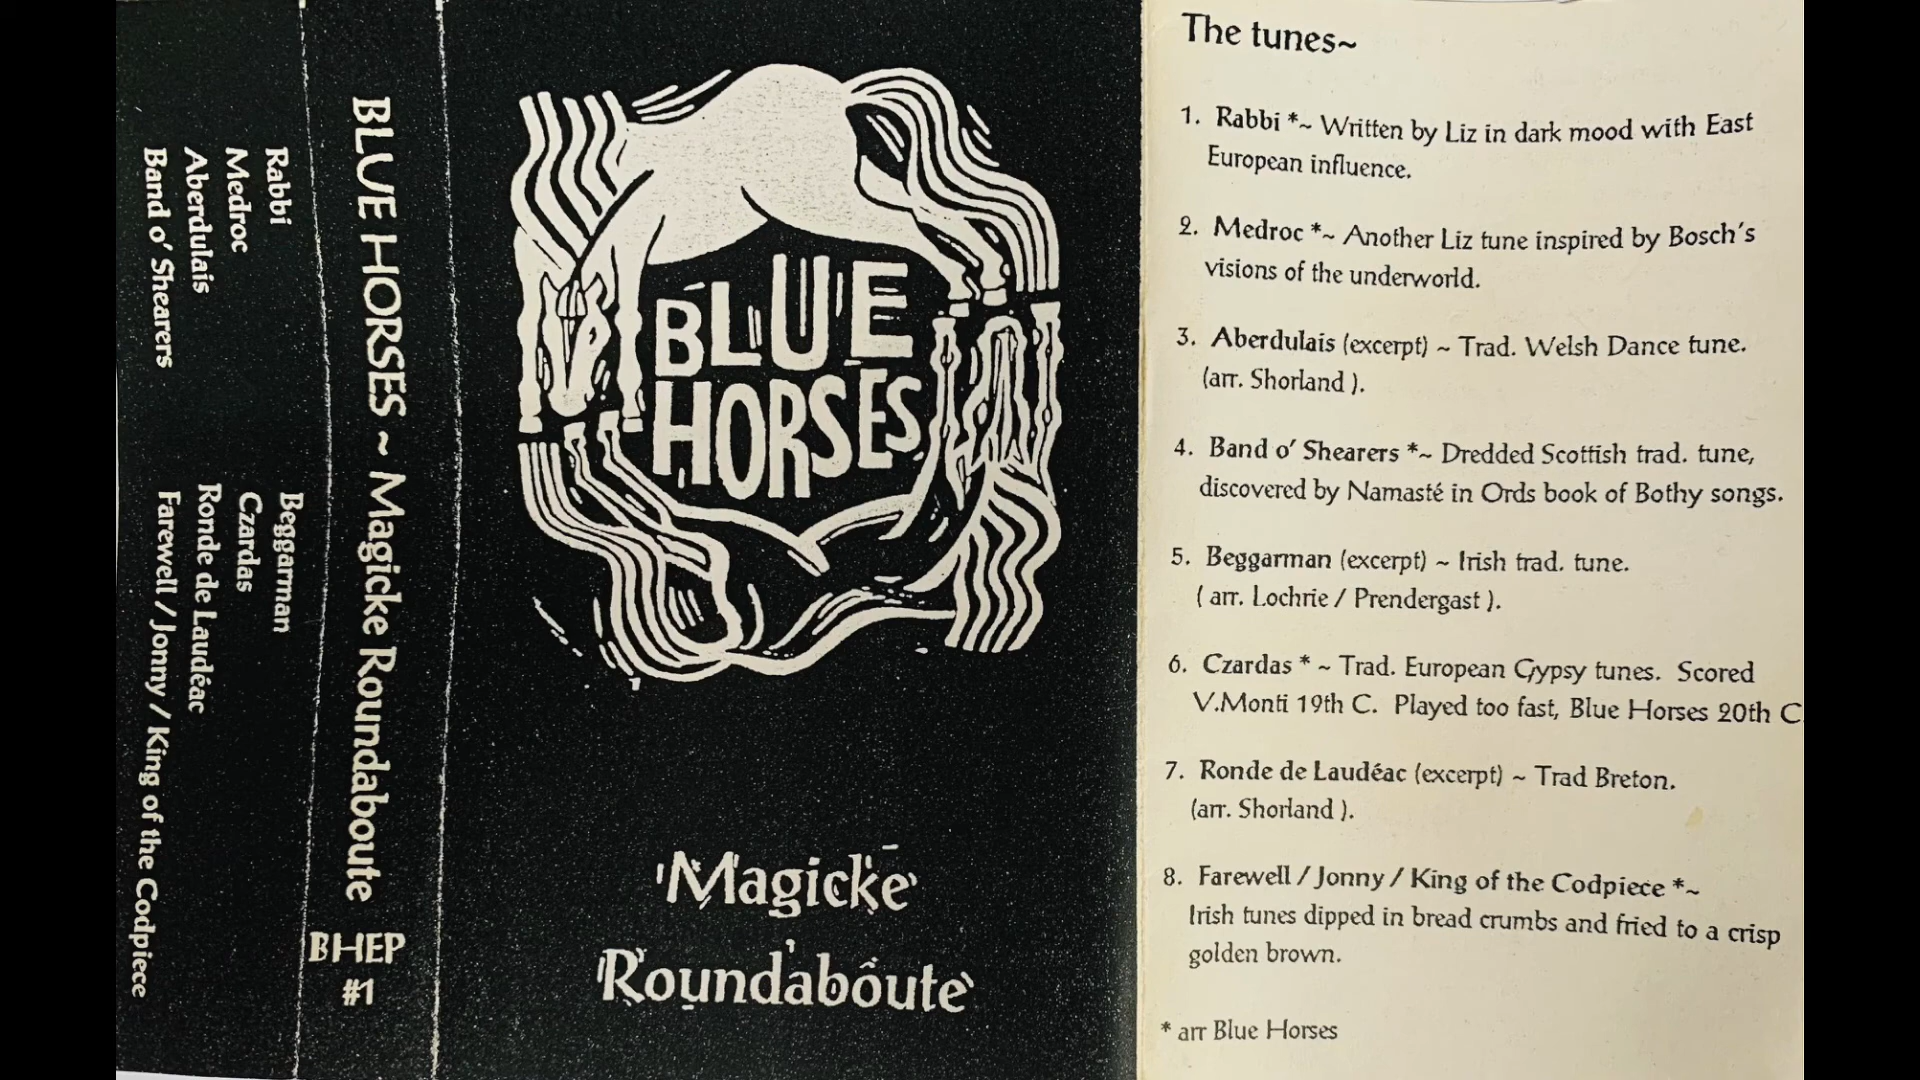 Rabbi
Medroc
Aberdulais
Band o' Shearers
Beggarman
Czardas
Ronde de Laudéac
Farewell / Jonny / King of the Codpiece
BLUE HORSES ~ Magicke Roundaboute
BHEP
#1
BLUE
HORSES
Magicke
Roundaboute
The tunes~
1. Rabbi *~ Written by Liz in dark mood with East
European influence.
2. Medroc *~ Another Liz tune inspired by Bosch's
visions of the underworld.
3. Aberdulais (excerpt) ~ Trad. Welsh Dance tune.
(arr. Shorland ).
4. Band o' Shearers *~ Dredded Scottish trad. tune,
discovered by Namasté in Ords book of Bothy songs.
5. Beggarman (excerpt) ~ Irish trad. tune.
( arr. Lochrie / Prendergast ).
6. Czardas * ~ Trad. European Gypsy tunes. Scored
V.Monti 19th C. Played too fast, Blue Horses 20th C
7. Ronde de Laudéac (excerpt) ~ Trad Breton.
(arr. Shorland ).
8. Farewell / Jonny / King of the Codpiece *~
Irish tunes dipped in bread crumbs and fried to a crisp
golden brown.
* arr Blue Horses